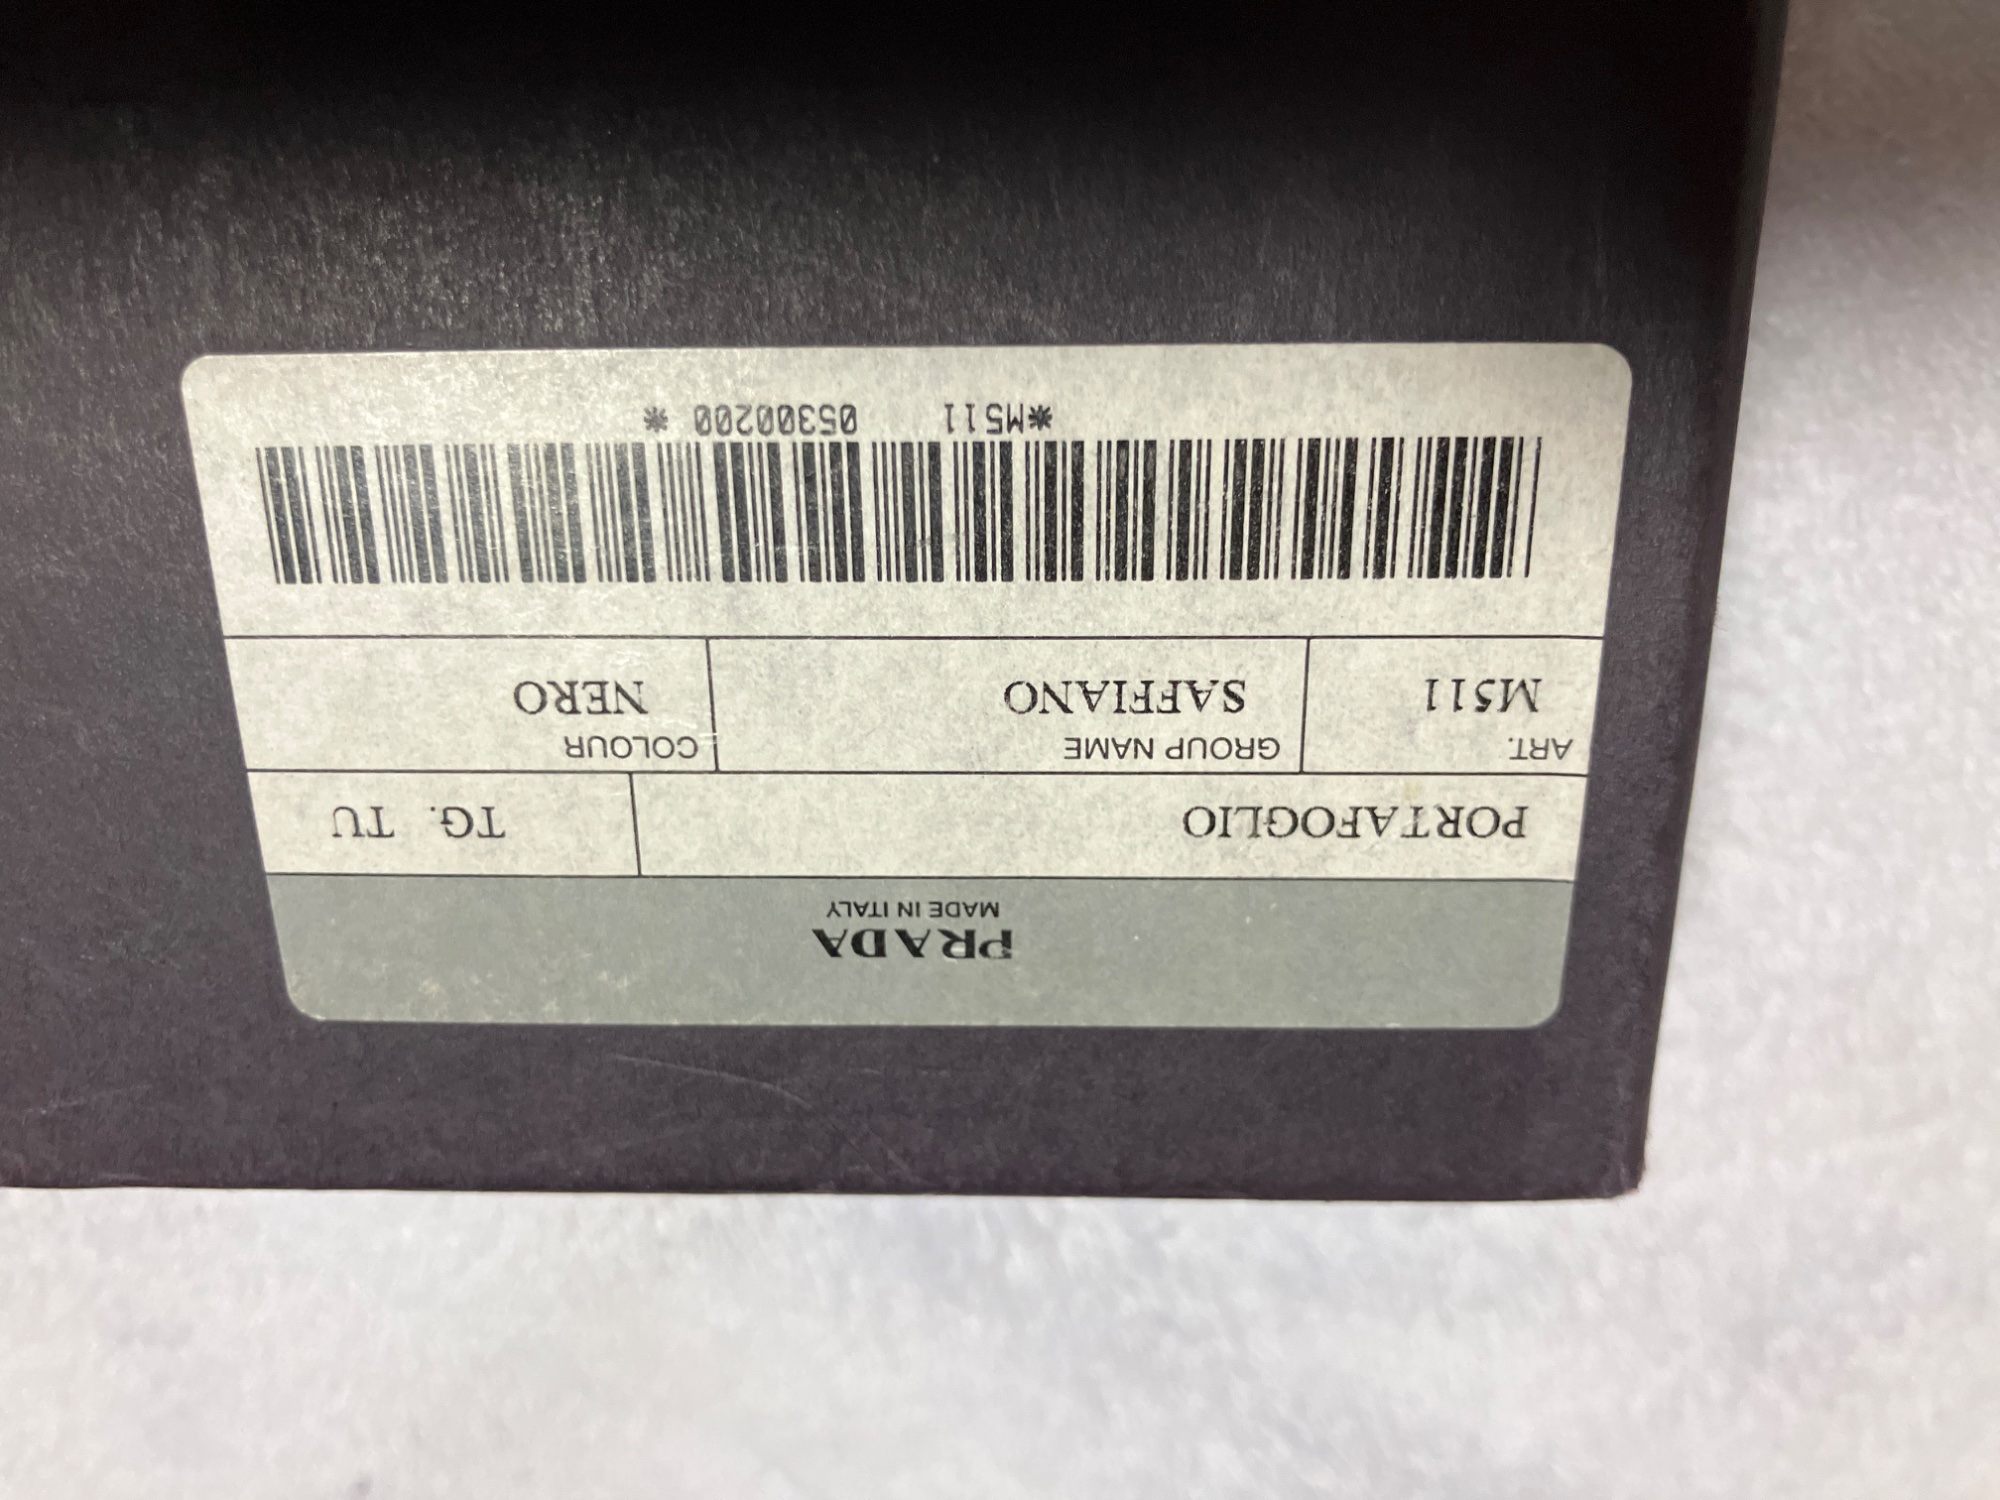 PRADA
MADE IN ITALY
PORTAFOGLIO TG. TU
ART. GROUP NAME COLOUR
M511 SAFFIANO NERO
*M511 05300200 *